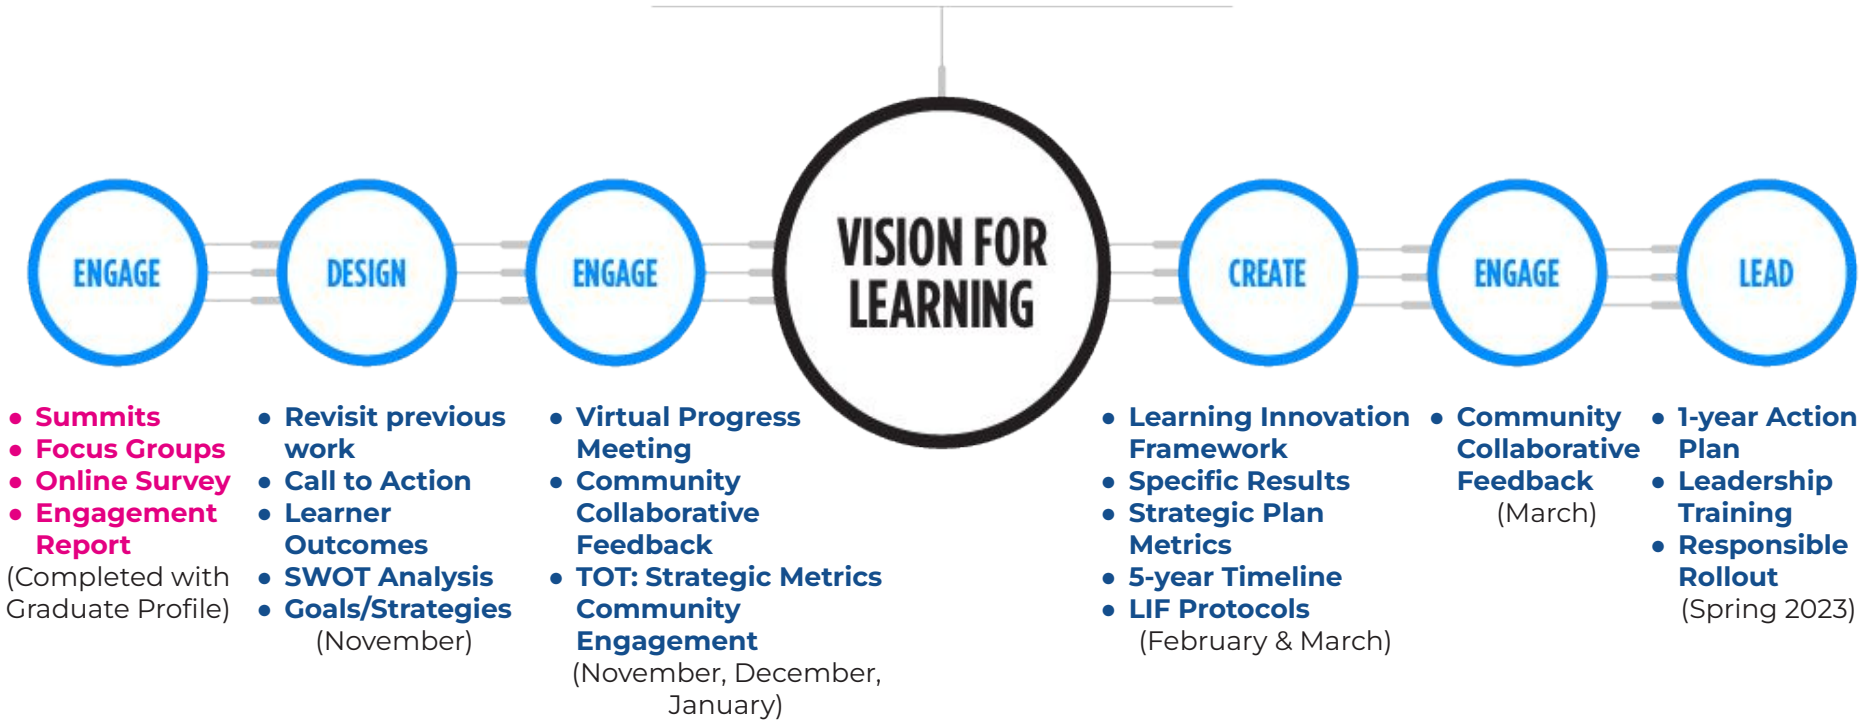 ENGAGE
DESIGN
ENGAGE
VISION FOR
LEARNING
CREATE
ENGAGE
LEAD
● Summits
● Focus Groups
● Online Survey
● Engagement
Report
(Completed with
Graduate Profile)
● Revisit previous
work
● Call to Action
● Learner
Outcomes
● SWOT Analysis
● Goals/Strategies
(November)
● Virtual Progress
Meeting
● Community
Collaborative
Feedback
● TOT: Strategic Metrics
Community
Engagement
(November, December,
January)
● Learning Innovation
Framework
● Specific Results
● Strategic Plan
Metrics
● 5-year Timeline
● LIF Protocols
(February & March)
● Community
Collaborative
Feedback
(March)
● 1-year Action
Plan
● Leadership
Training
● Responsible
Rollout
(Spring 2023)